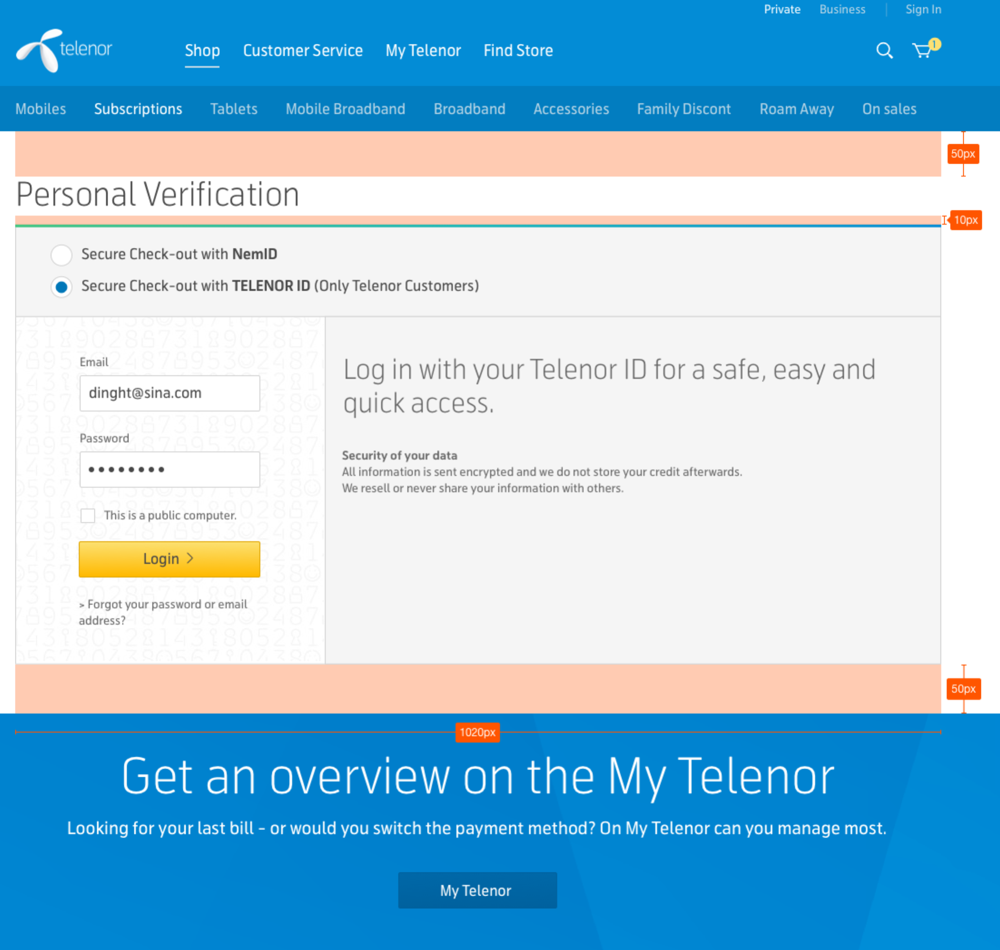 Private Business Sign In
telenor Shop Customer Service My Telenor Find Store 1
Mobiles Subscriptions Tablets Mobile Broadband Broadband Accessories Family Discont Roam Away On sales
50px
Personal Verification
10px
Secure Check-out with NemID
Secure Check-out with TELENOR ID (Only Telenor Customers)
Email
dinght@sina.com
Password
This is a public computer.
Login >
> Forgot your password or email
address?
Log in with your Telenor ID for a safe, easy and
quick access.
Security of your data
All information is sent encrypted and we do not store your credit afterwards.
We resell or never share your information with others.
50px
1020px
Get an overview on the My Telenor
Looking for your last bill - or would you switch the payment method? On My Telenor can you manage most.
My Telenor